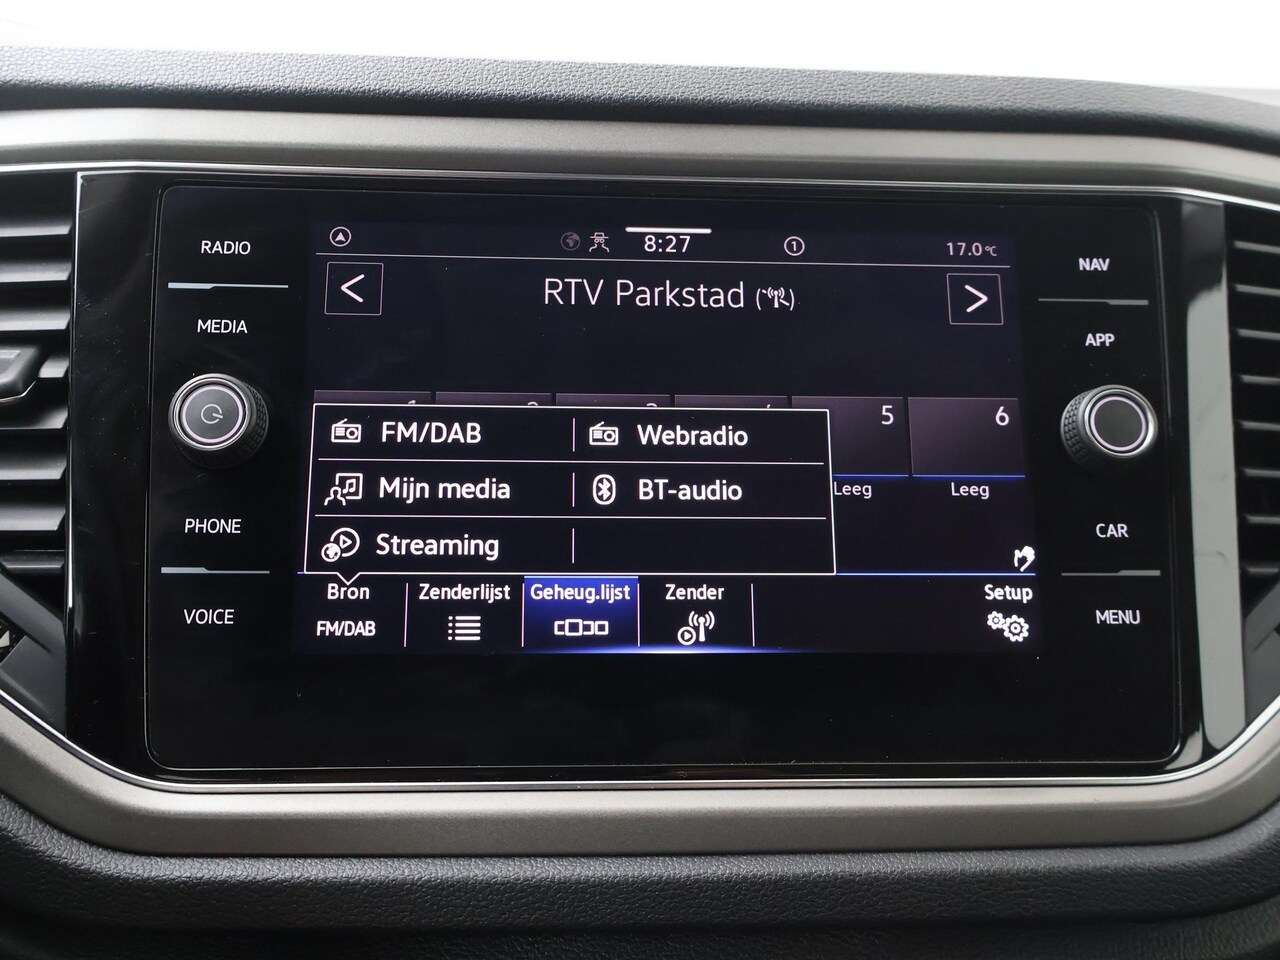 RADIO
MEDIA
PHONE
VOICE
8:27
1
17.0°C
RTV Parkstad
5
6
Leeg
Leeg
FM/DAB
Webradio
Mijn media
BT-audio
Streaming
Bron
FM/DAB
Zenderlijst
Geheug.lijst
Zender
Setup
NAV
APP
CAR
MENU